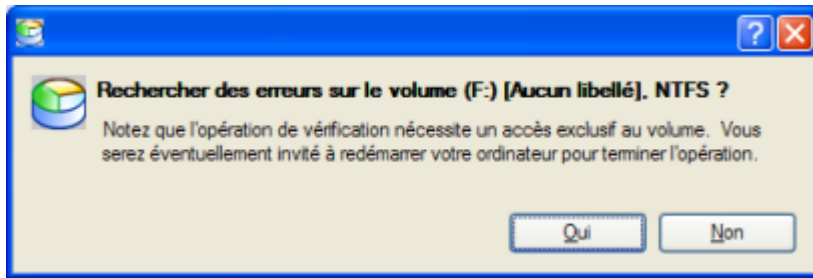 Rechercher des erreurs sur le volume (F:) [Aucun libellé], NTFS ?
Notez que l'opération de vérification nécessite un accès exclusif au volume. Vous
serez éventuellement invité à redémarrer votre ordinateur pour terminer l'opération.
Oui Non